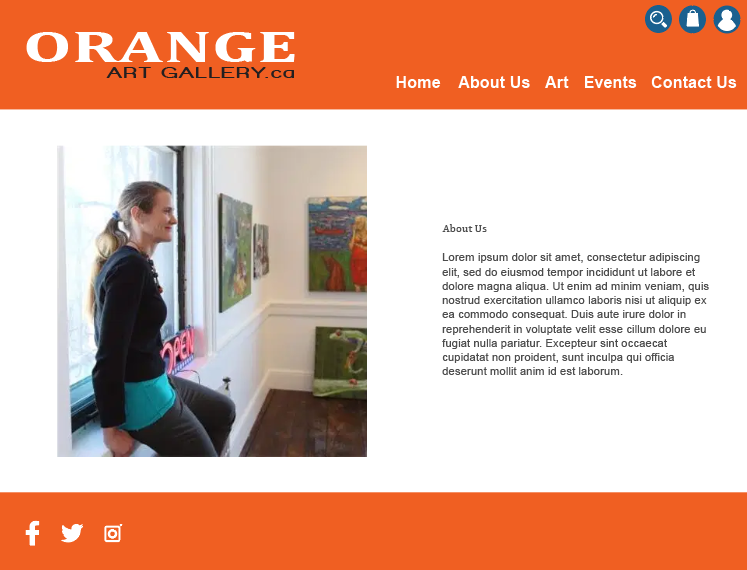 ORANGE
ART GALLERY.ca
Home About Us Art Events Contact Us
OPEN
About Us
Lorem ipsum dolor sit amet, consectetur adipiscing
elit, sed do eiusmod tempor incididunt ut labore et
dolore magna aliqua. Ut enim ad minim veniam, quis
nostrud exercitation ullamco laboris nisi ut aliquip ex
ea commodo consequat. Duis aute irure dolor in
reprehenderit in voluptate velit esse cillum dolore eu
fugiat nulla pariatur. Excepteur sint occaecat
cupidatat non proident, sunt inculpa qui officia
deserunt mollit anim id est laborum.